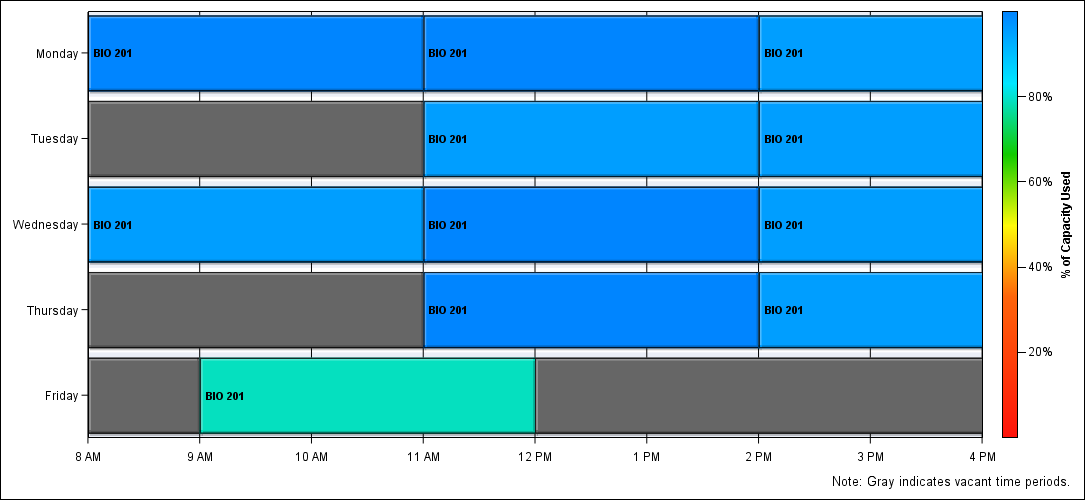 Monday
BIO 201 BIO 201 BIO 201
Tuesday
BIO 201 BIO 201
Wednesday
BIO 201 BIO 201 BIO 201
Thursday
BIO 201 BIO 201
Friday
BIO 201
8 AM 9 AM 10 AM 11 AM 12 PM 1 PM 2 PM 3 PM 4 PM
80%
60%
40%
20%
% of Capacity Used
Note: Gray indicates vacant time periods.